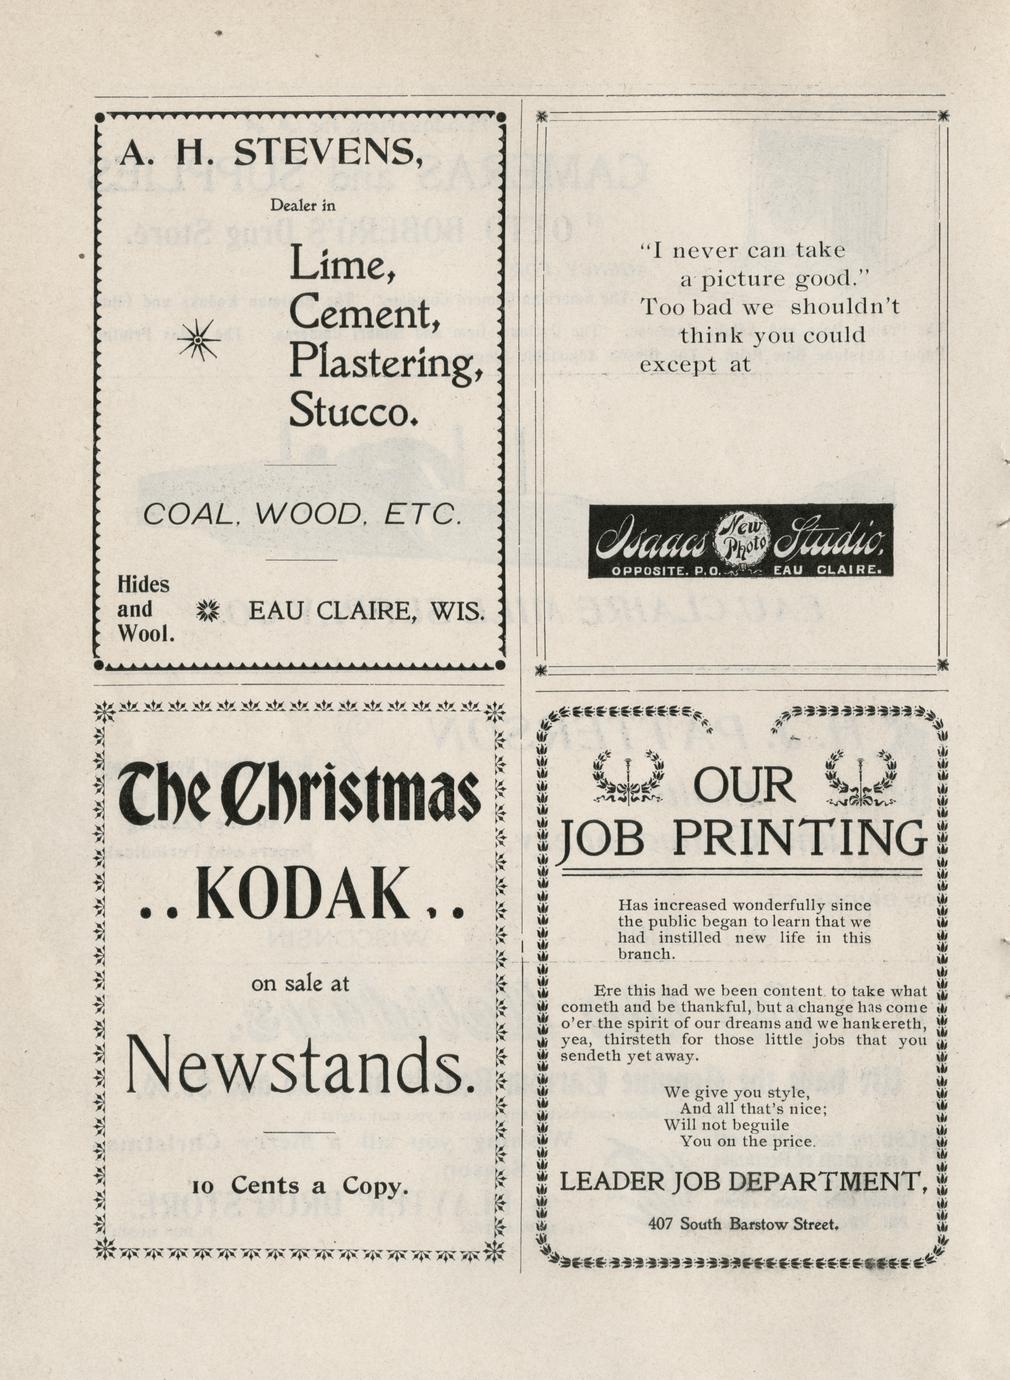 A. H. STEVENS,
Dealer in
Lime,
Cement,
Plastering,
Stucco.
COAL, WOOD, ETC.
Hides
and
Wool.
EAU CLAIRE, WIS.
"I never can take
a picture good."
Too bad we shouldn't
think you could
except at
Isaacs New Photo Studio.
OPPOSITE. P.O. EAU CLAIRE.
The Christmas
..KODAK..
on sale at
Newstands.
10 Cents a Copy.
OUR
JOB PRINTING
Has increased wonderfully since
the public began to learn that we
had instilled new life in this
branch.
Ere this had we been content to take what
cometh and be thankful, but a change has come
o'er the spirit of our dreams and we hankereth,
yea, thirsteth for those little jobs that you
sendeth yet away.
We give you style,
And all that's nice;
Will not beguile
You on the price.
LEADER JOB DEPARTMENT,
407 South Barstow Street.